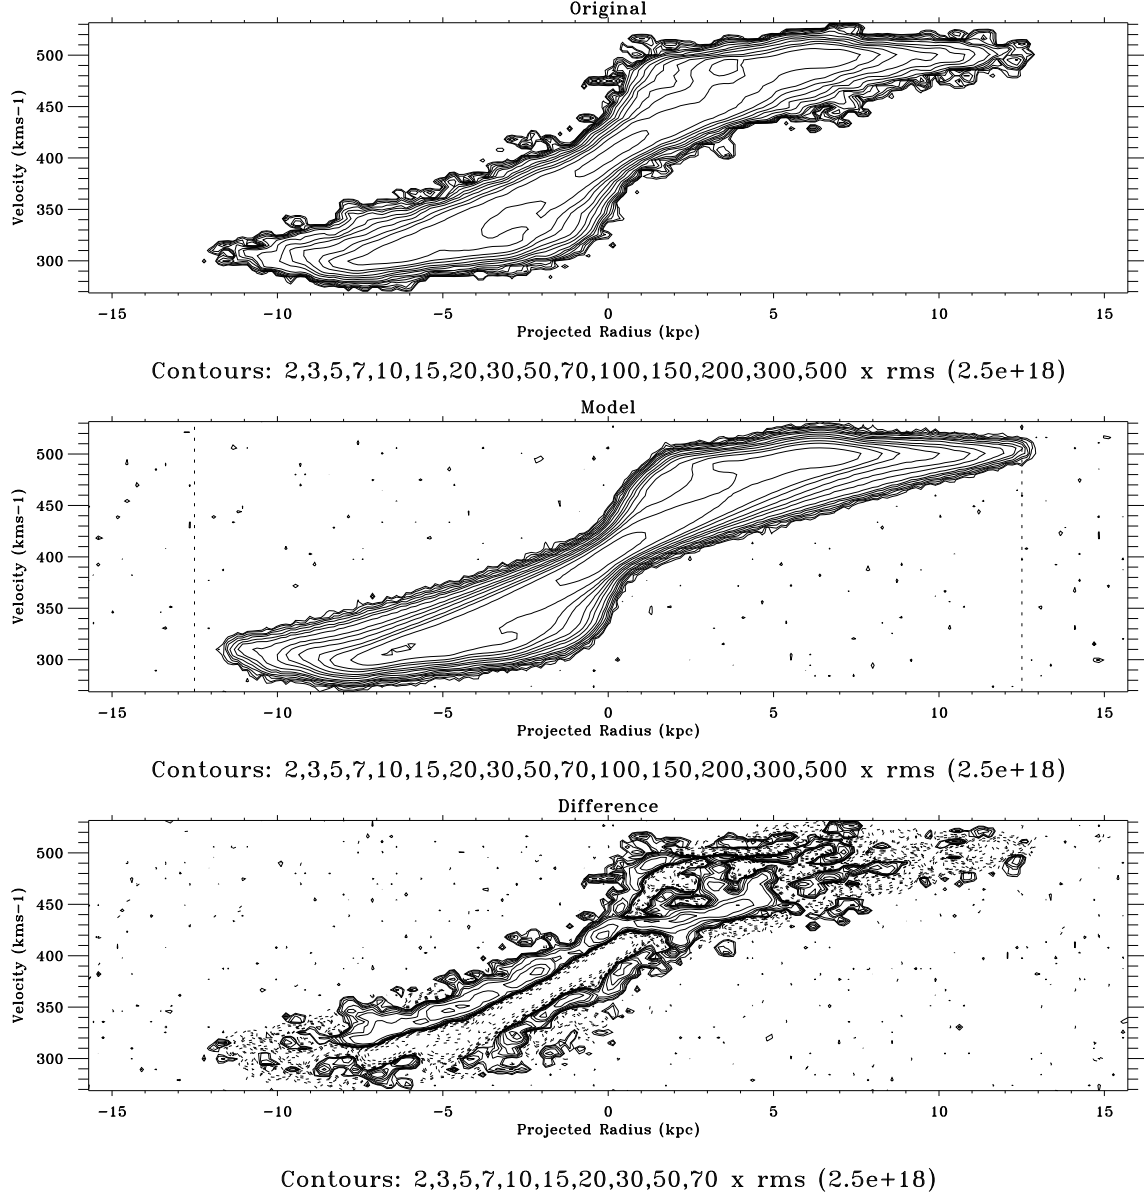 Original
500
450
400
350
300
Velocity (kms−1)
−15 −10 −5 0 5 10 15
Projected Radius (kpc)
Contours: 2,3,5,7,10,15,20,30,50,70,100,150,200,300,500 x rms (2.5e+18)
Model
500
450
400
350
300
Velocity (kms−1)
−15 −10 −5 0 5 10 15
Projected Radius (kpc)
Contours: 2,3,5,7,10,15,20,30,50,70,100,150,200,300,500 x rms (2.5e+18)
Difference
500
450
400
350
300
Velocity (kms−1)
−15 −10 −5 0 5 10 15
Projected Radius (kpc)
Contours: 2,3,5,7,10,15,20,30,50,70 x rms (2.5e+18)